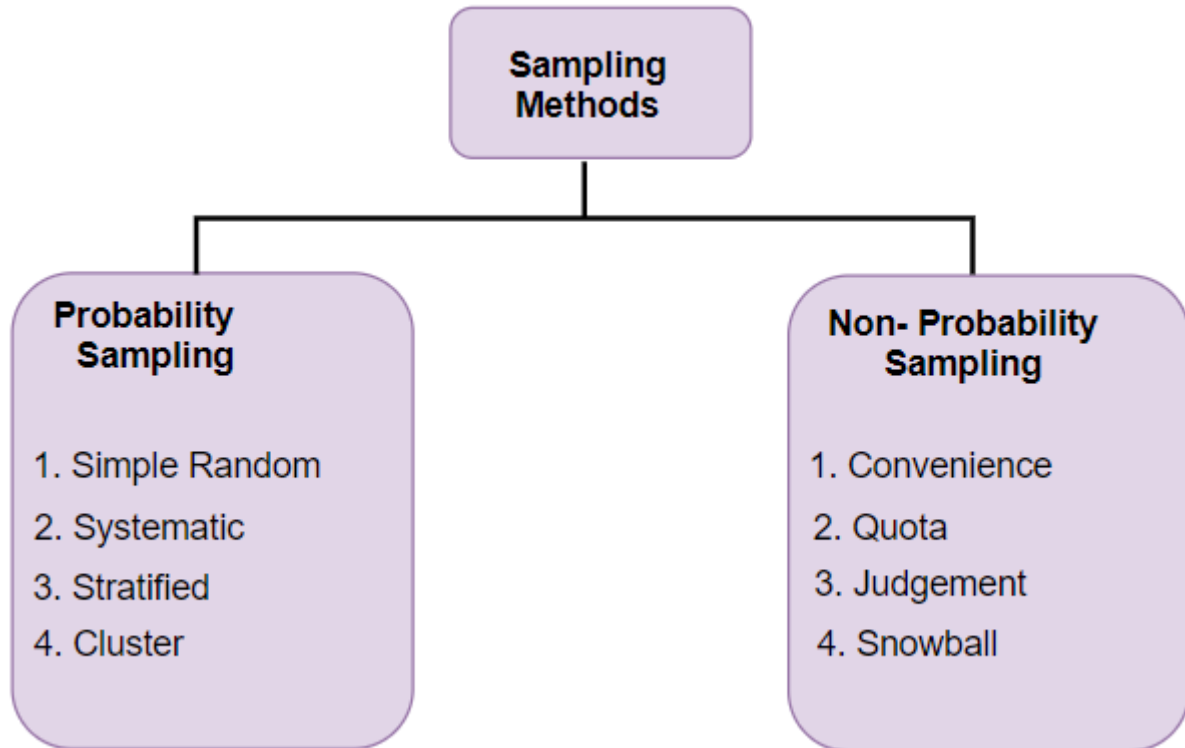 Sampling
Methods
Probability
Sampling
1. Simple Random
2. Systematic
3. Stratified
4. Cluster
Non- Probability
Sampling
1. Convenience
2. Quota
3. Judgement
4. Snowball